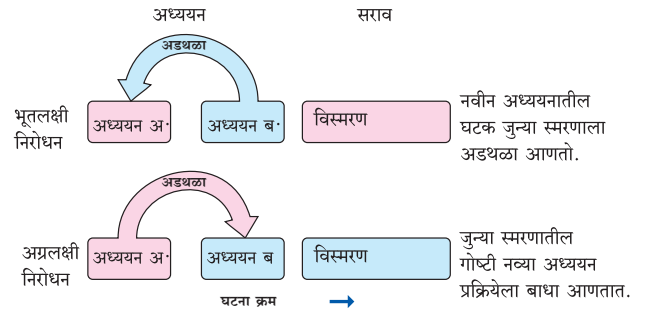 अध्ययन सराव
अडथळा
भूतलक्षी
निरोधन
अध्ययन अ·
अध्ययन ब·
विस्मरण
नवीन अध्ययनातील
घटक जुन्या स्मरणाला
अडथळा आणतो.
अडथळा
अग्रलक्षी
निरोधन
अध्ययन अ·
अध्ययन ब
विस्मरण
जुन्या स्मरणातील
गोष्टी नव्या अध्ययन
प्रक्रियेला बाधा आणतात.
घटना क्रम